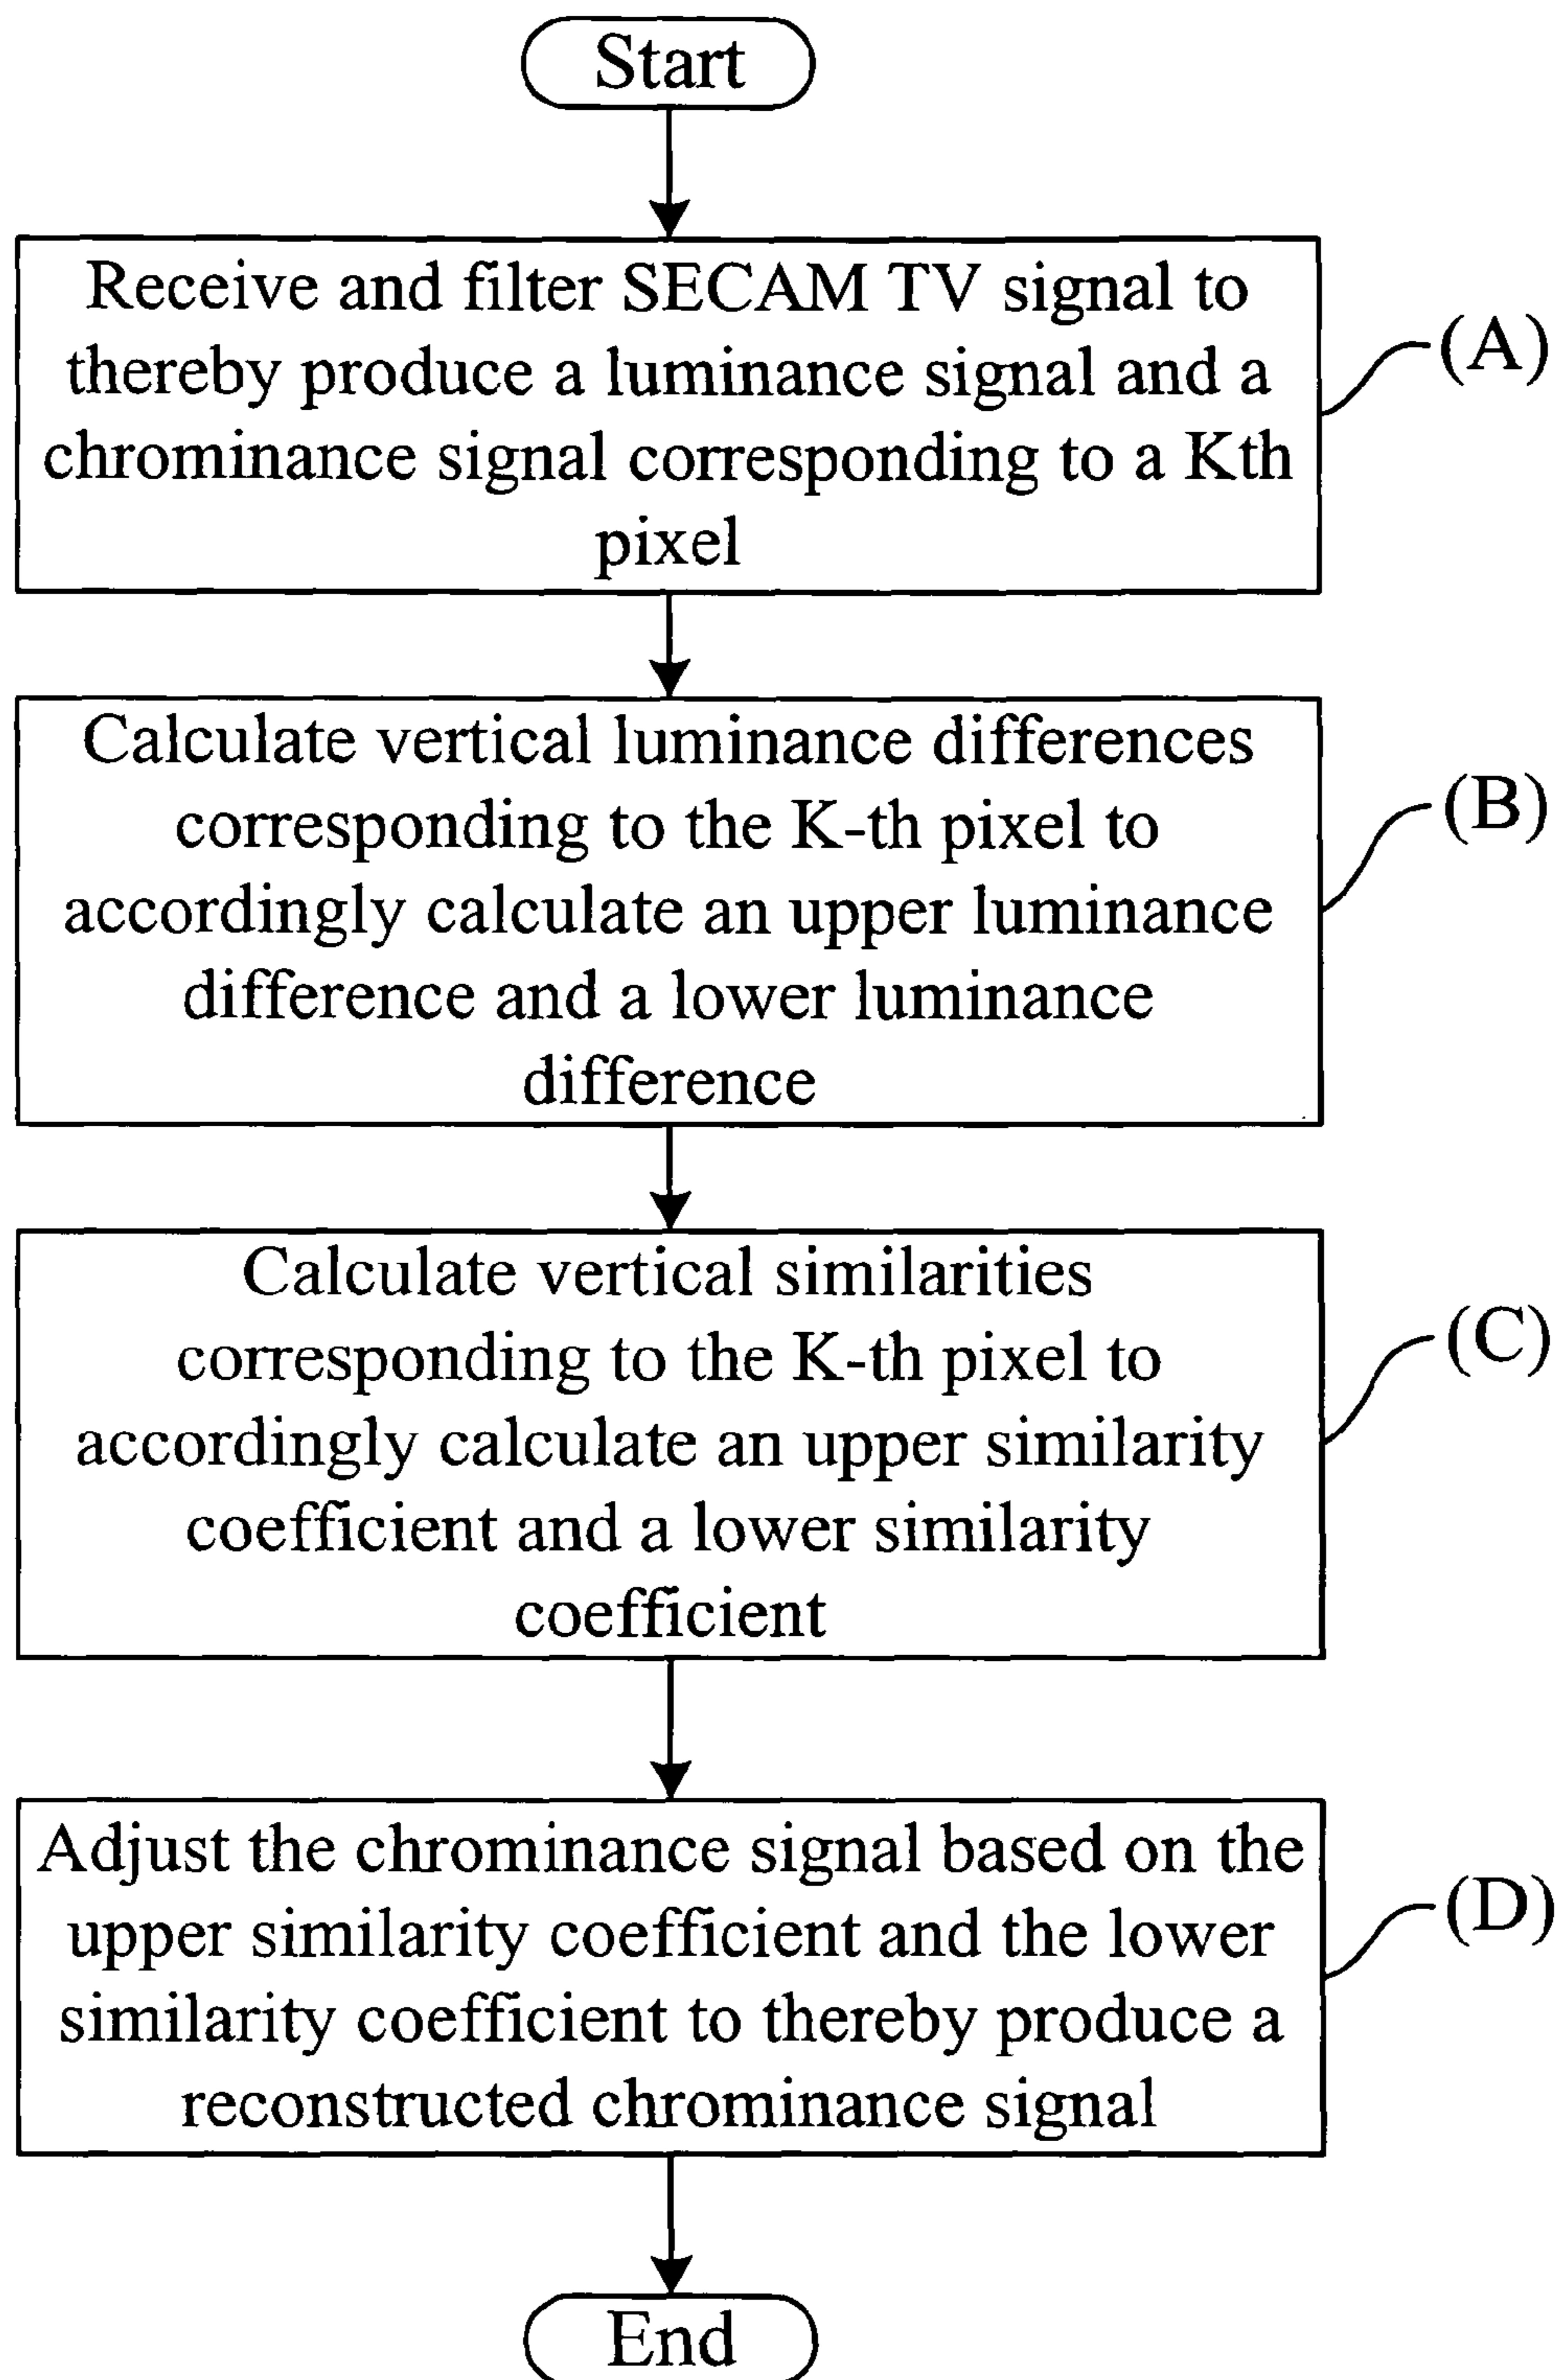 Start
Receive and filter SECAM TV signal to
thereby produce a luminance signal and a
chrominance signal corresponding to a Kth
pixel
(A)
Calculate vertical luminance differences
corresponding to the K-th pixel to
accordingly calculate an upper luminance
difference and a lower luminance
difference
(B)
Calculate vertical similarities
corresponding to the K-th pixel to
accordingly calculate an upper similarity
coefficient and a lower similarity
coefficient
(C)
Adjust the chrominance signal based on the
upper similarity coefficient and the lower
similarity coefficient to thereby produce a
reconstructed chrominance signal
(D)
End